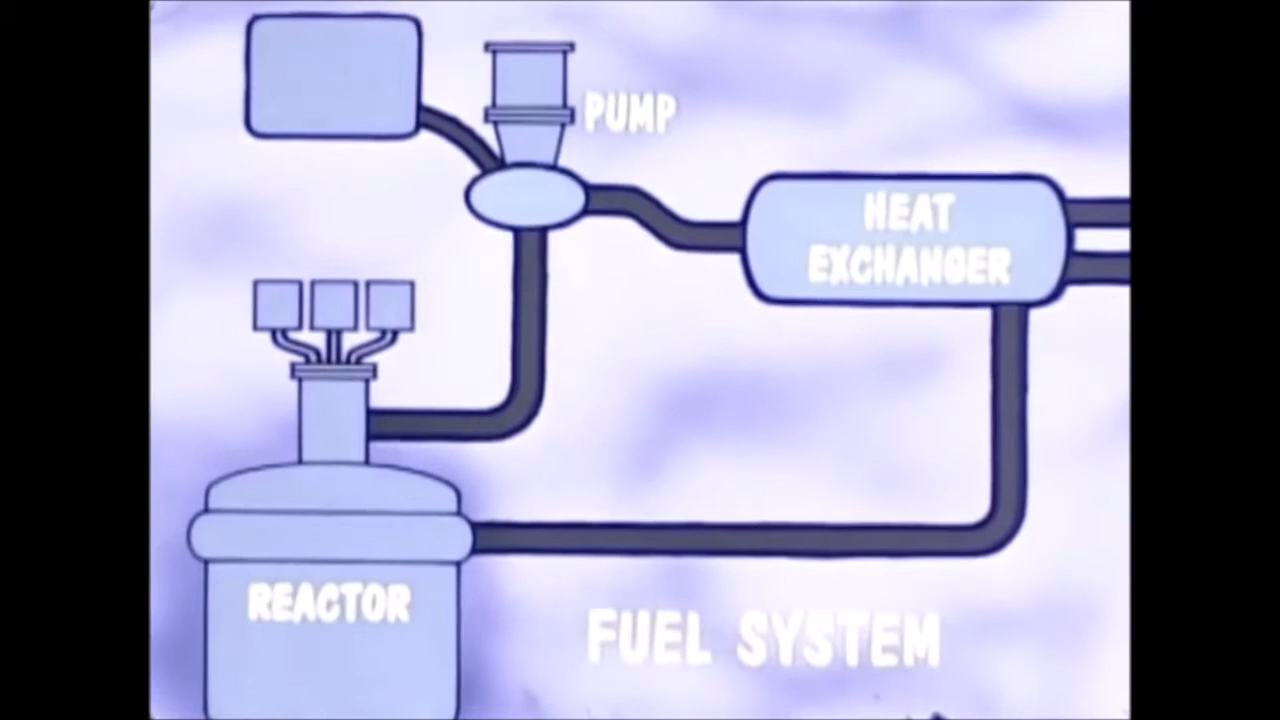 PUMP
HEAT
EXCHANGER
REACTOR
FUEL SYSTEM